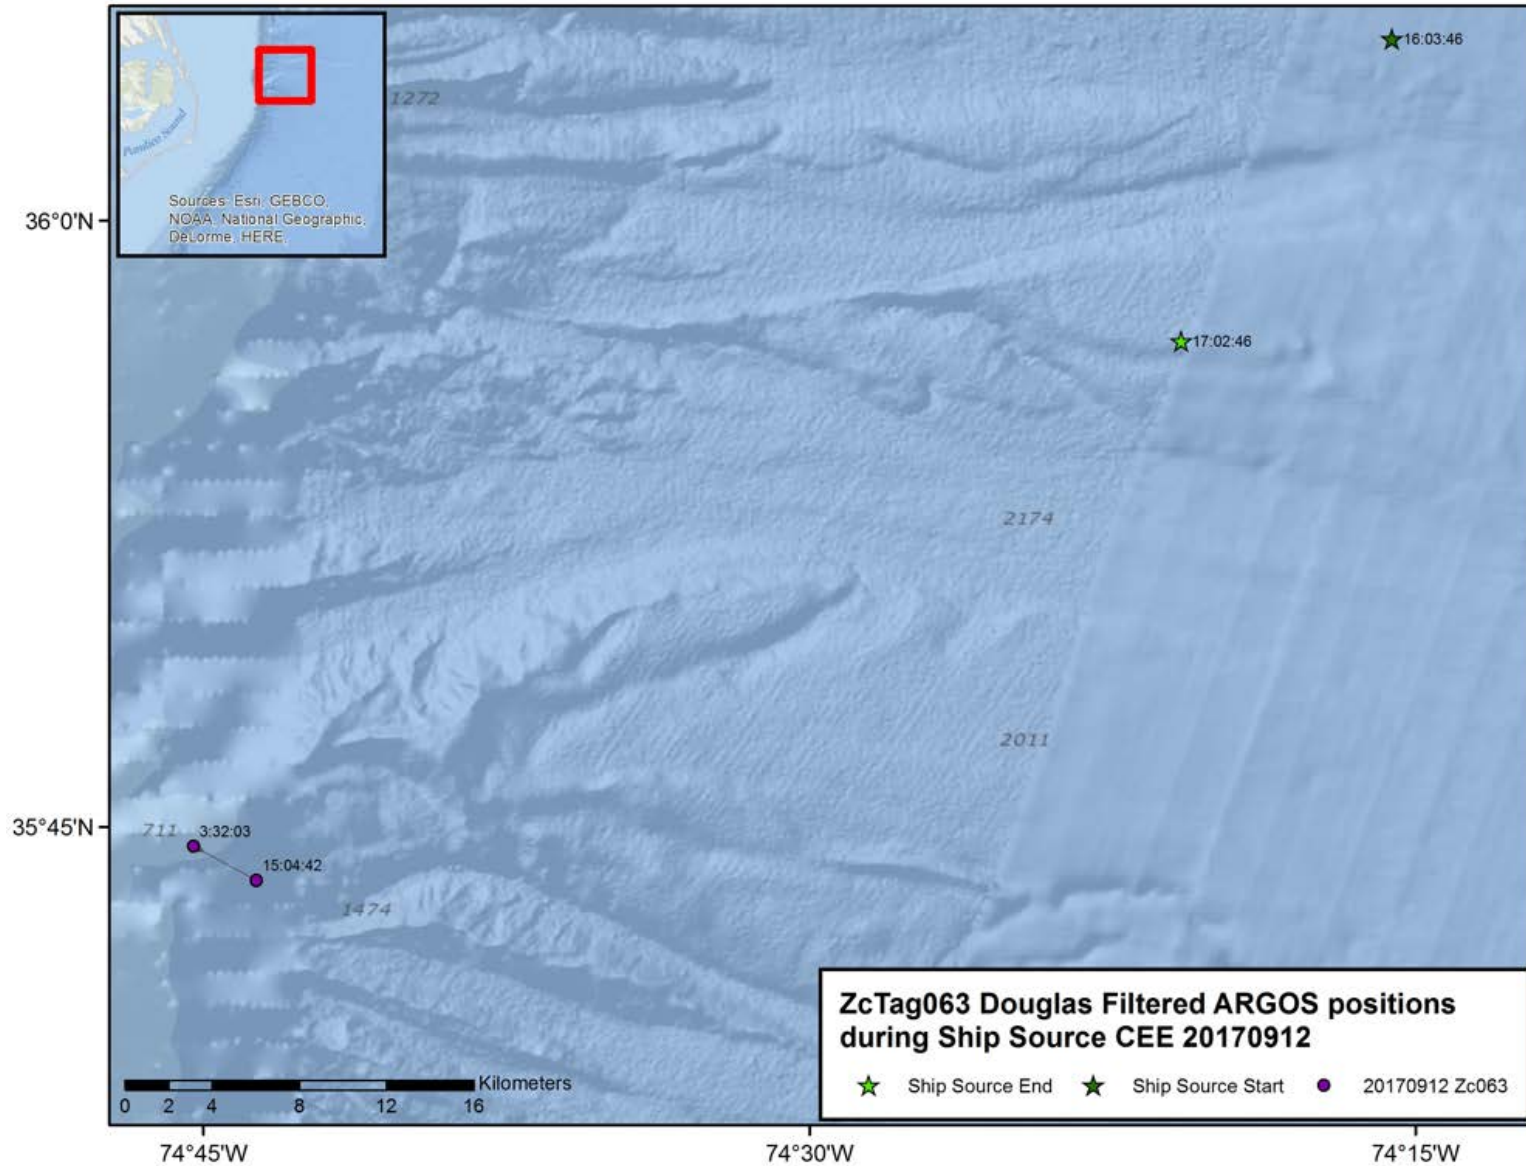 16:03:46
1272
Pamlico Sound
Sources: Esri, GEBCO,
NOAA, National Geographic,
DeLorme, HERE,
36°0'N
17:02:46
2174
2011
35°45'N
711
3:32:03
15:04:42
1474
ZcTag063 Douglas Filtered ARGOS positions
during Ship Source CEE 20170912
Ship Source End
Ship Source Start
20170912 Zc063
Kilometers
0 2 4 8 12 16
74°45'W
74°30'W
74°15'W